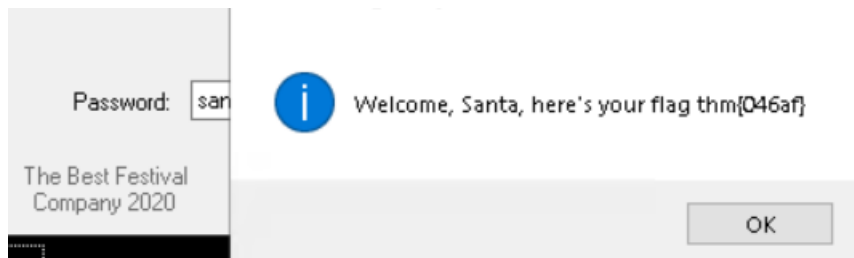 Password: san
Welcome, Santa, here's your flag thm{046af}
The Best Festival
Company 2020
OK